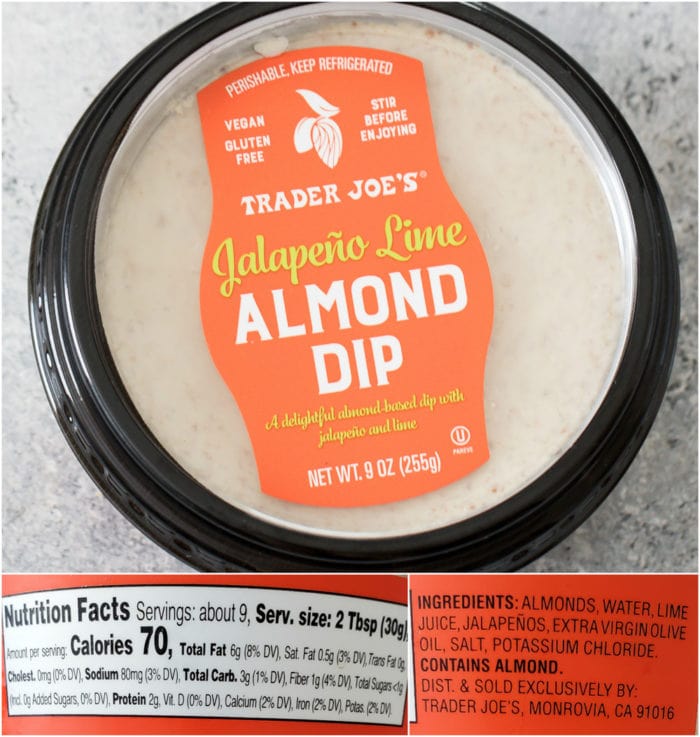 PERISHABLE, KEEP REFRIGERATED
VEGAN
GLUTEN
FREE
STIR
BEFORE
ENJOYING
TRADER JOE'S®
Jalapeño Lime
ALMOND
DIP
A delightful almond-based dip with
jalapeño and lime
NET WT. 9 OZ (255g)
U
PAREVE
Nutrition Facts Servings: about 9, Serv. size: 2 Tbsp (30g)
Amount per serving: Calories 70, Total Fat 6g (8% DV), Sat. Fat 0.5g (3% DV), Trans Fat 0g,
Cholest. 0mg (0% DV), Sodium 80mg (3% DV), Total Carb. 3g (1% DV), Fiber 1g (4% DV), Total Sugars <1g
(Incl. 0g Added Sugars, 0% DV), Protein 2g, Vit. D (0% DV), Calcium (2% DV), Iron (2% DV), Potas. (2% DV).
INGREDIENTS: ALMONDS, WATER, LIME
JUICE, JALAPEÑOS, EXTRA VIRGIN OLIVE
OIL, SALT, POTASSIUM CHLORIDE.
CONTAINS ALMOND.
DIST. & SOLD EXCLUSIVELY BY:
TRADER JOE'S, MONROVIA, CA 91016